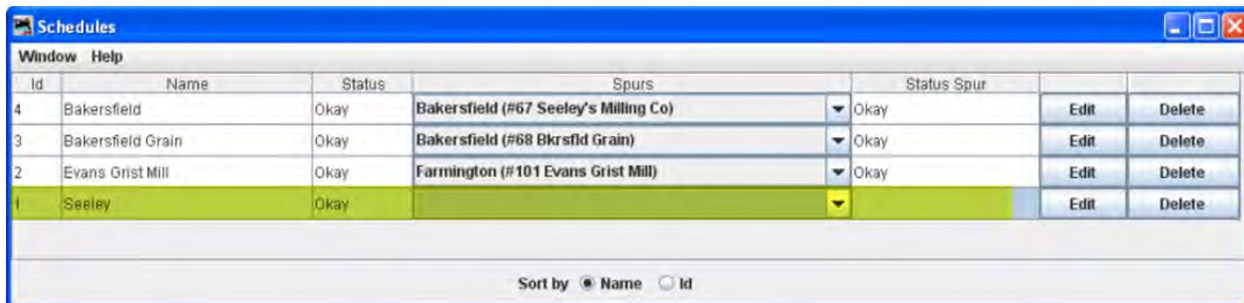 Schedules
Window Help
Id Name Status Spurs Status Spur
4 Bakersfield Okay Bakersfield (#67 Seeley's Milling Co) Okay Edit Delete
3 Bakersfield Grain Okay Bakersfield (#68 Bkrsfld Grain) Okay Edit Delete
2 Evans Grist Mill Okay Farmington (#101 Evans Grist Mill) Okay Edit Delete
1 Seeley Okay Edit Delete
Sort by Name Id